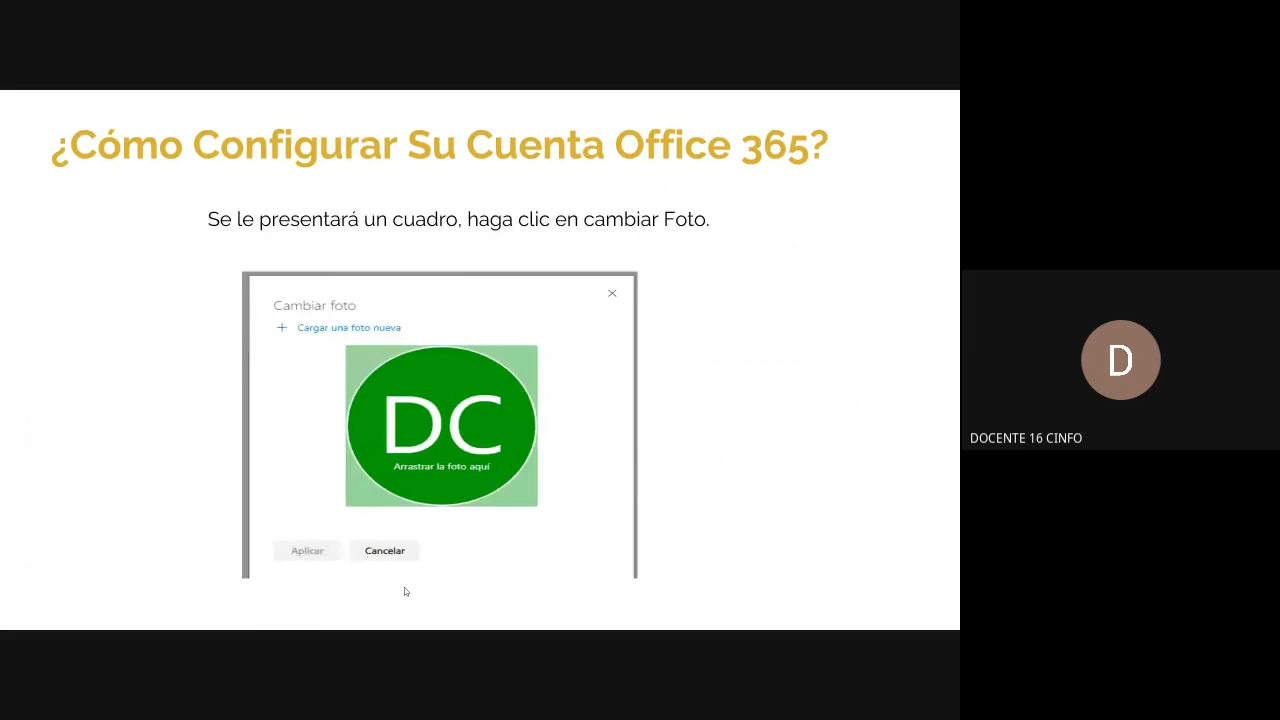 ¿Cómo Configurar Su Cuenta Office 365?
Se le presentará un cuadro, haga clic en cambiar Foto.
Cambiar foto
Cargar una foto nueva
DC
Arrastrar la foto aquí
Aplicar
Cancelar
D
DOCENTE 16 CINFO